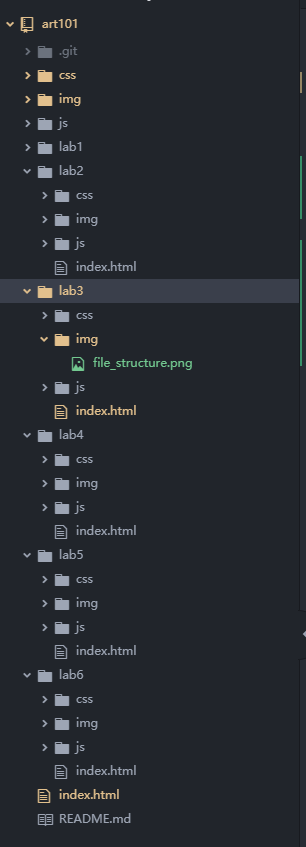 art101
.git
css
img
js
lab1
lab2
css
img
js
index.html
lab3
css
img
file_structure.png
js
index.html
lab4
css
img
js
index.html
lab5
css
img
js
index.html
lab6
css
img
js
index.html
index.html
README.md